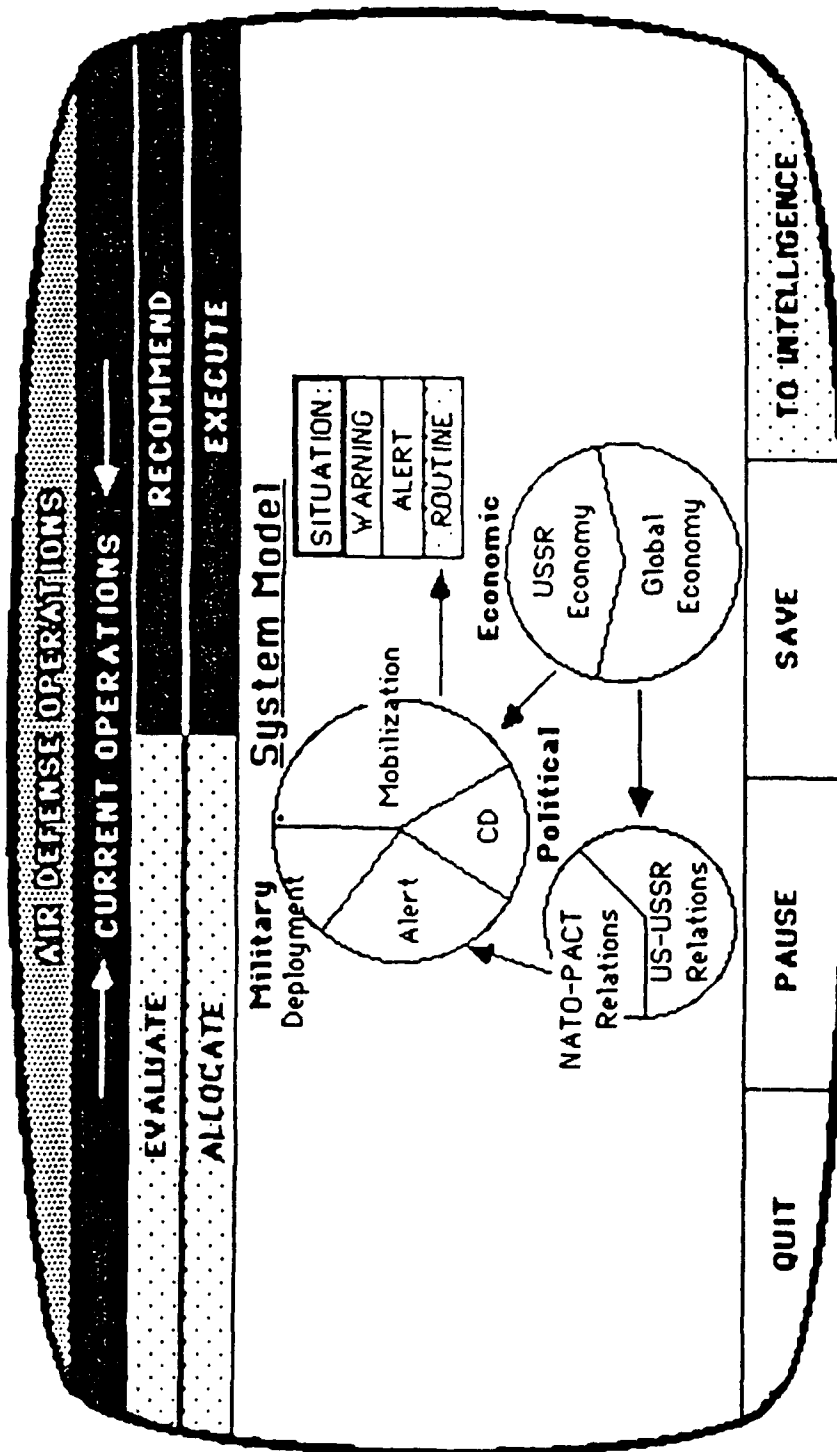 AIR DEFENSE OPERATIONS
CURRENT OPERATIONS
EVALUATE
RECOMMEND
ALLOCATE
EXECUTE
System Model
Military
Deployment
Mobilization
Alert
CD
SITUATION
WARNING
ALERT
ROUTINE
Political
NATO-PACT
Relations
US-USSR
Relations
Economic
USSR
Economy
Global
Economy
QUIT
PAUSE
SAVE
TO INTELLIGENCE